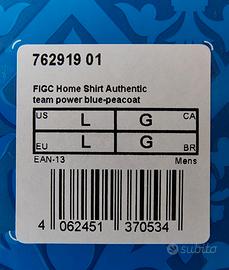 762919 01
FIGC Home Shirt Authentic
team power blue-peacoat
US L G CA
EU L G BR
EAN-13 Mens
4 062451 370534
subito